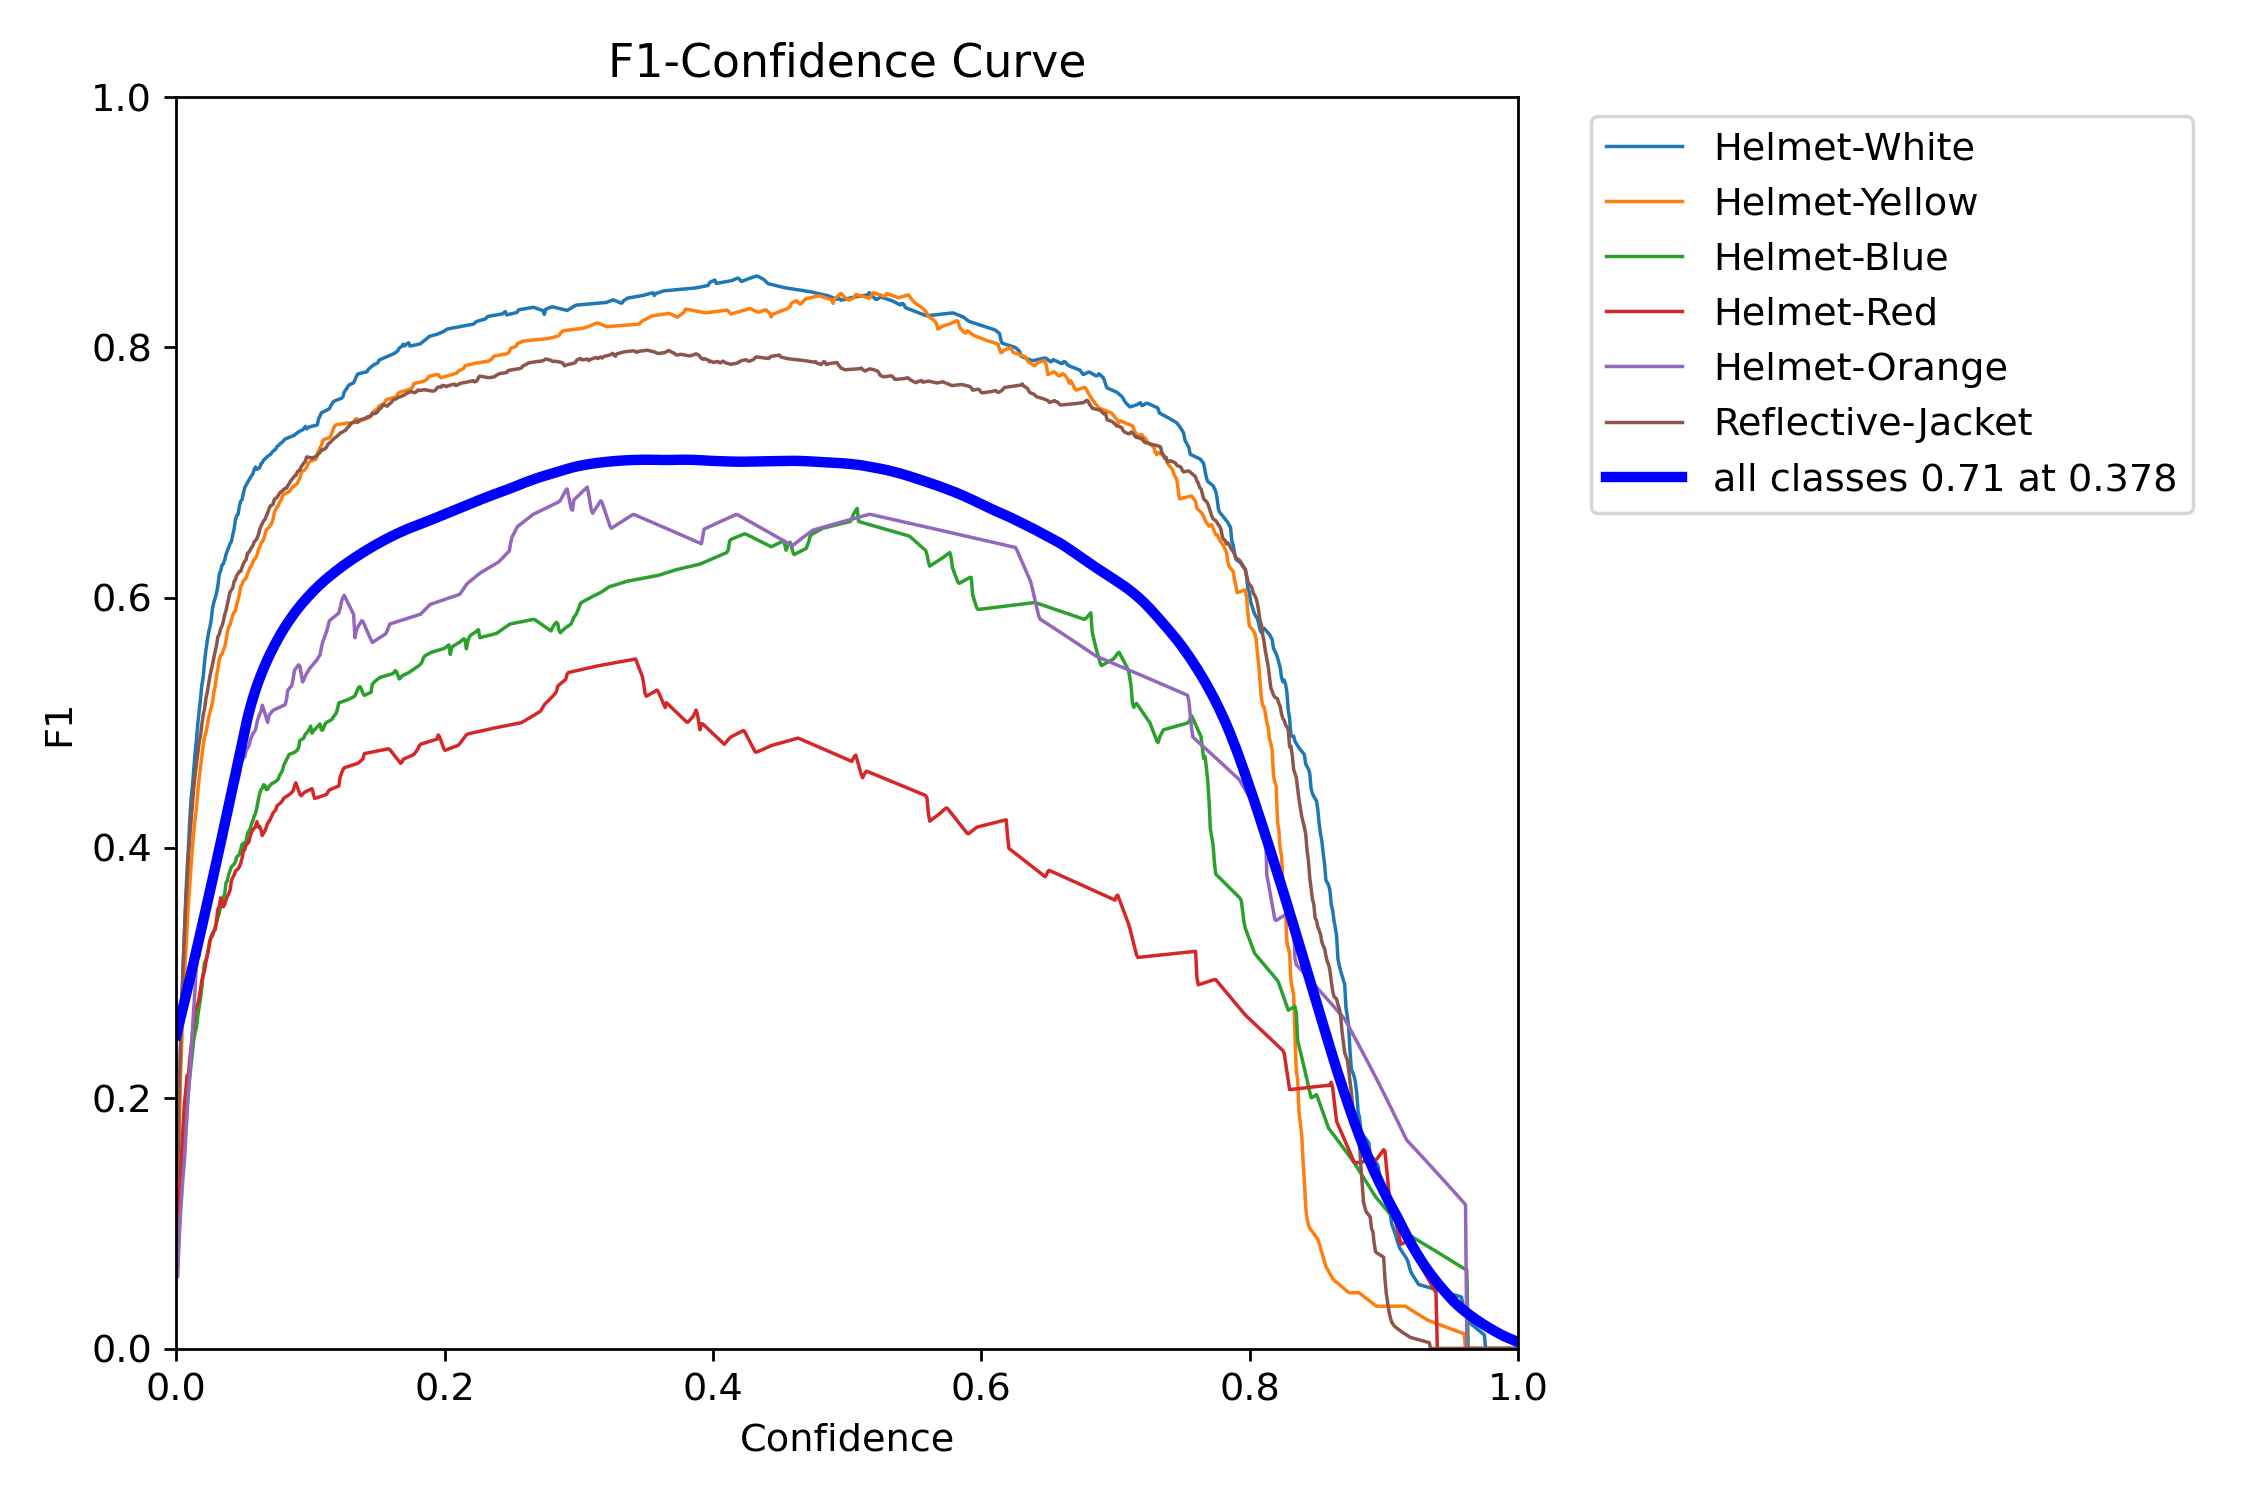 F1-Confidence Curve
1.0
0.8
0.6
0.4
0.2
0.0
F1
0.0 0.2 0.4 0.6 0.8 1.0
Confidence
Helmet-White
Helmet-Yellow
Helmet-Blue
Helmet-Red
Helmet-Orange
Reflective-Jacket
all classes 0.71 at 0.378